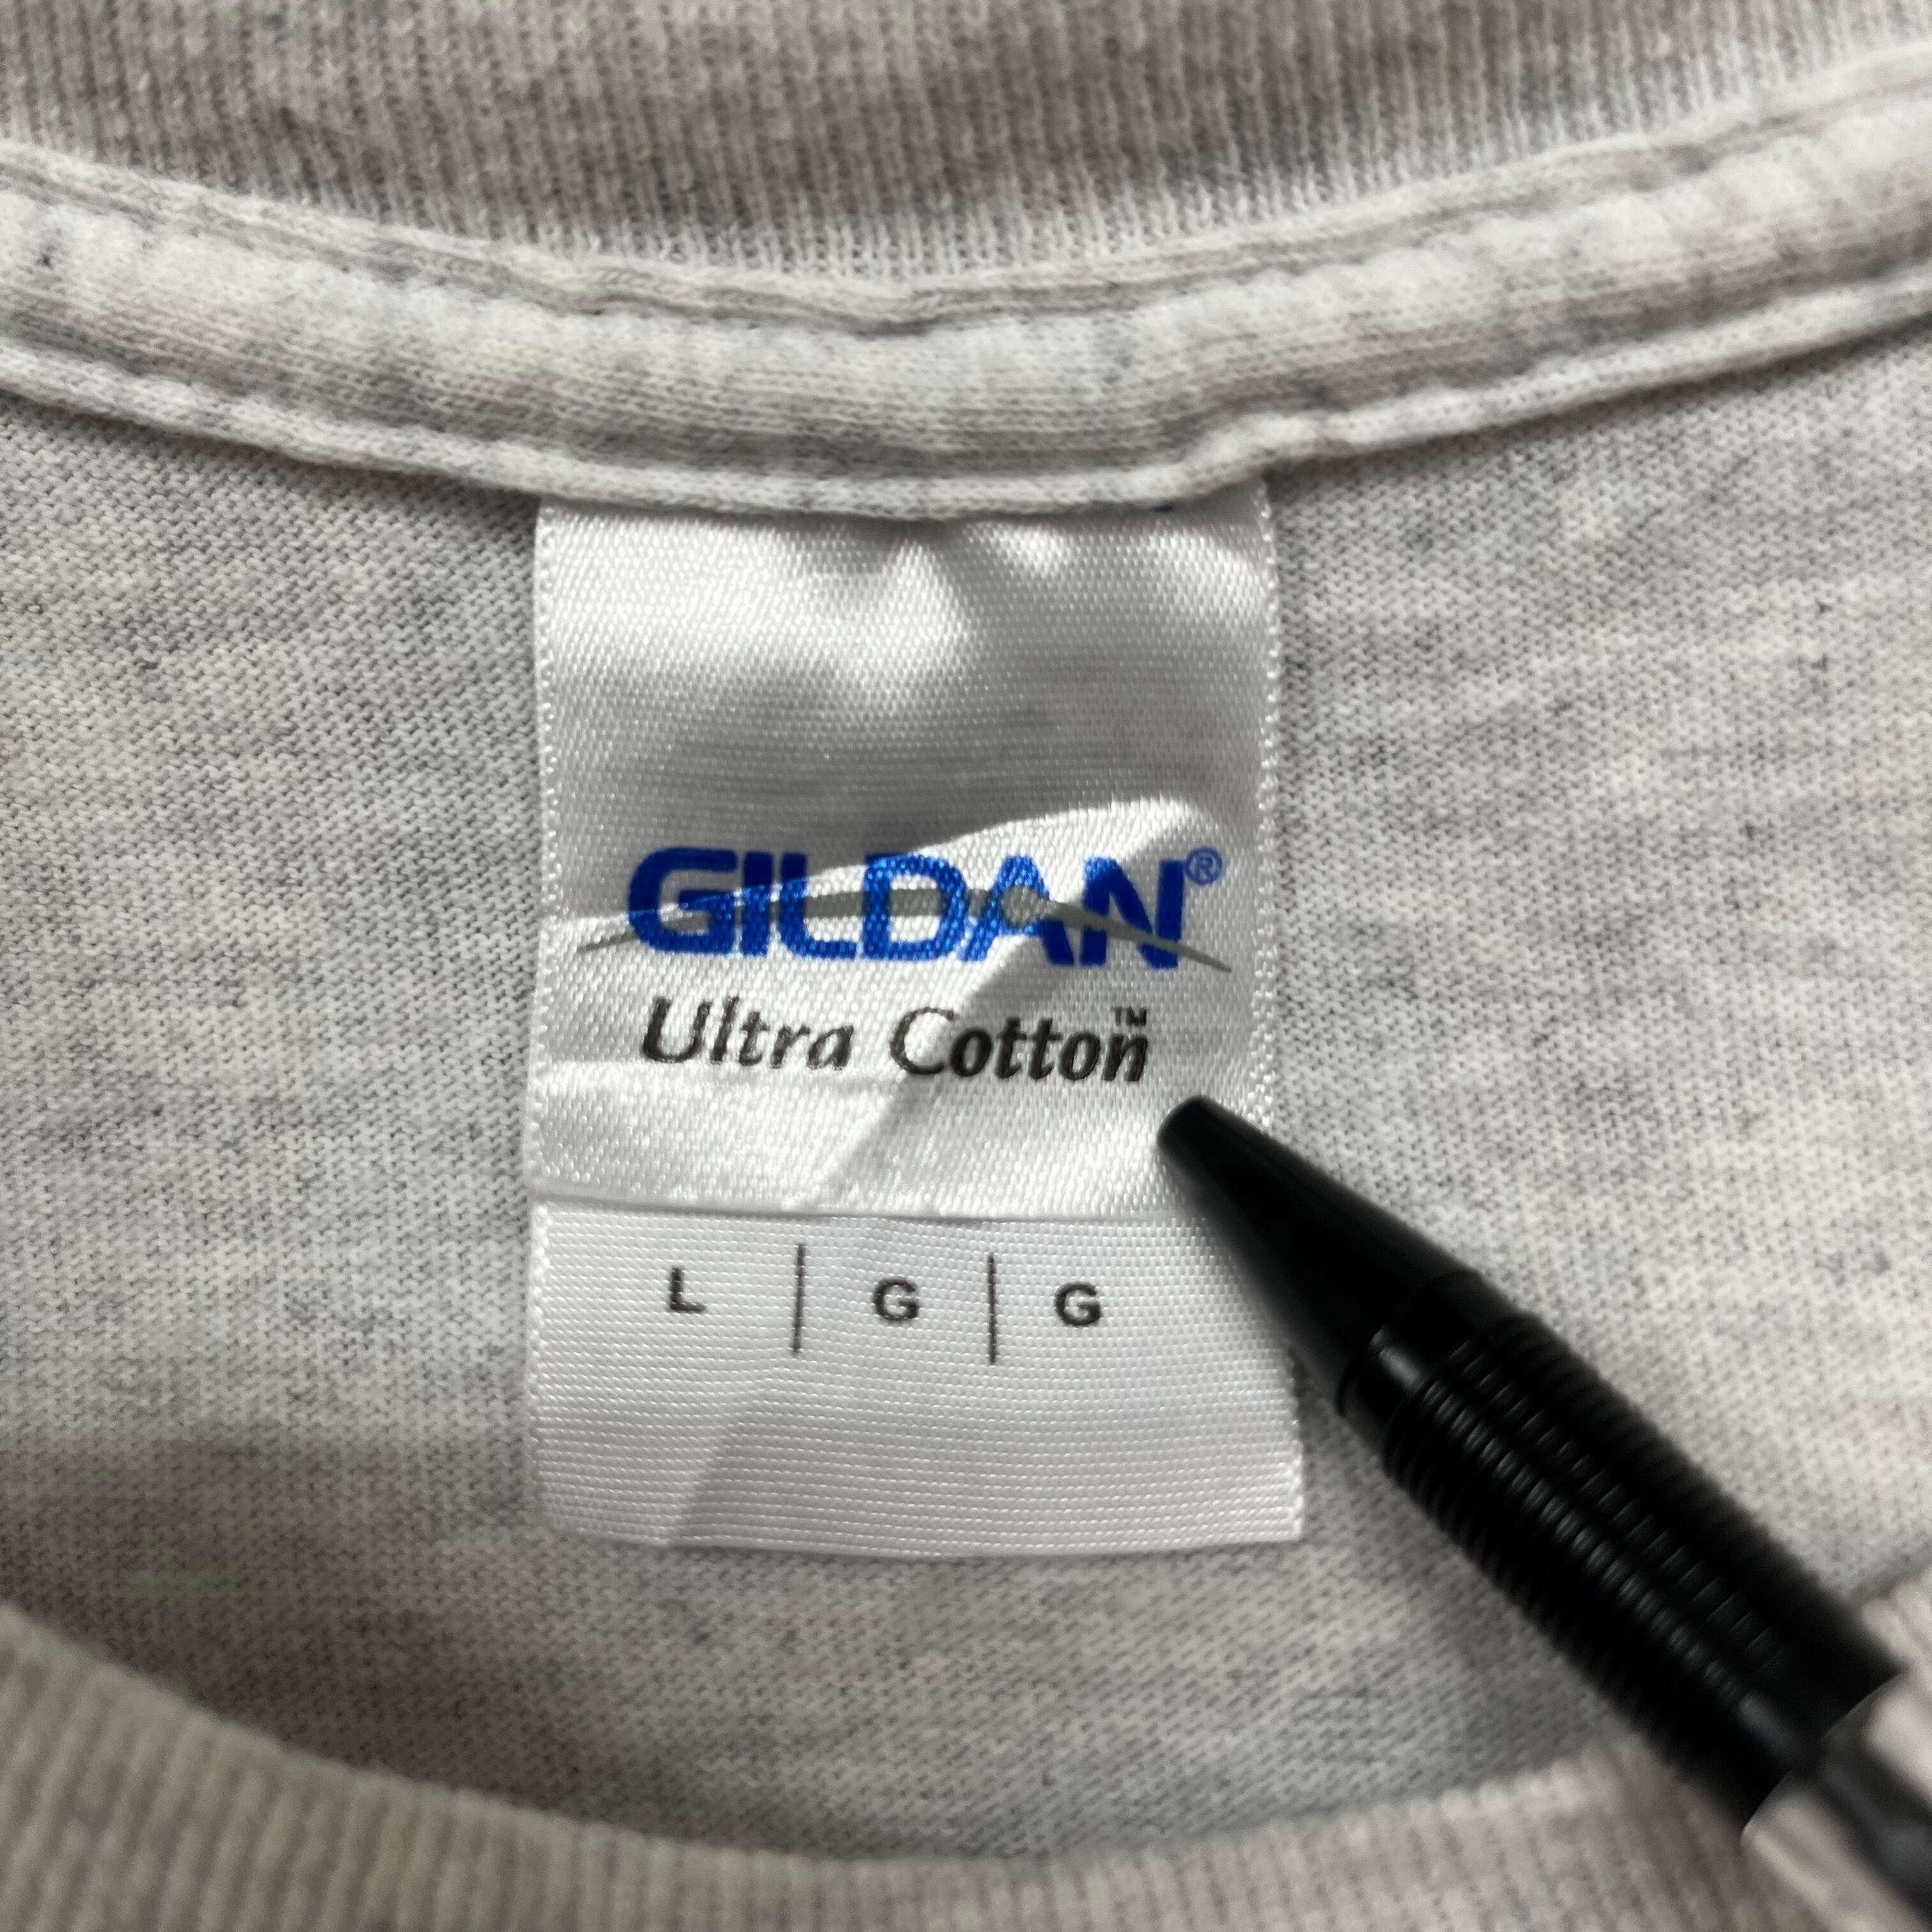 GILDAN®
Ultra Cotton™
L | G | G